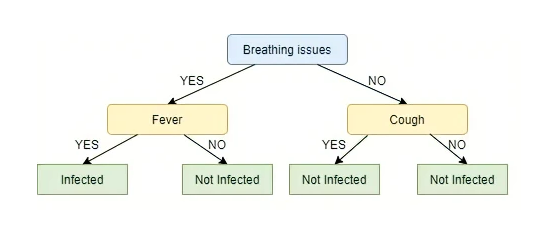 Breathing issues
YES
NO
Fever
Cough
YES
NO
YES
NO
Infected
Not Infected
Not Infected
Not Infected